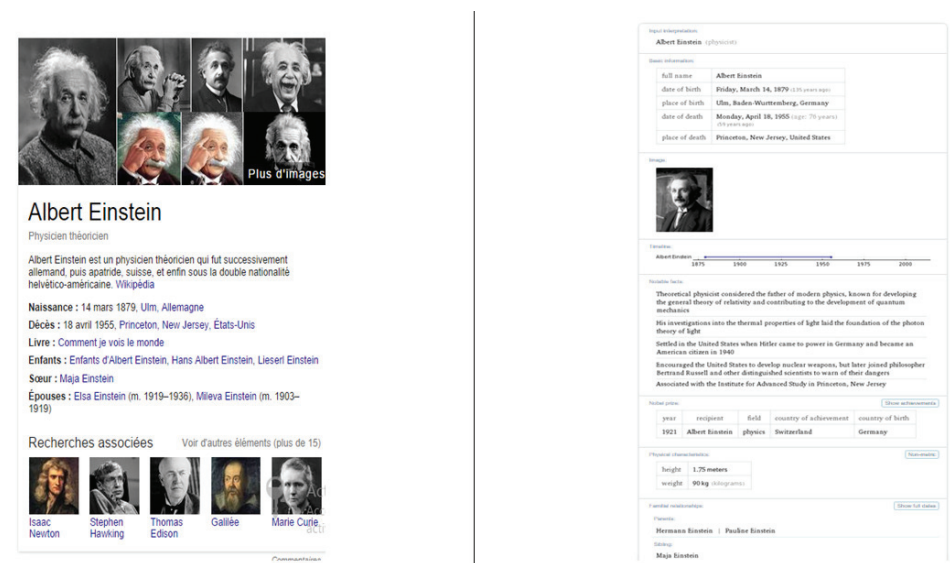 Plus d'images
Albert Einstein
Physicien théoricien
Albert Einstein est un physicien théoricien qui fut successivement
allemand, puis apatride, suisse, et enfin sous la double nationalité
helvético-américaine. Wikipédia
Naissance : 14 mars 1879, Ulm, Allemagne
Décès : 18 avril 1955, Princeton, New Jersey, États-Unis
Livre : Comment je vois le monde
Enfants : Enfants d'Albert Einstein, Hans Albert Einstein, Lieserl Einstein
Sœur : Maja Einstein
Épouses : Elsa Einstein (m. 1919–1936), Mileva Einstein (m. 1903–
1919)
Recherches associées Voir d'autres éléments (plus de 15)
Isaac Newton
Stephen Hawking
Thomas Edison
Galilée
Marie Curie
Commentaires
Input interpretation:
Albert Einstein (physicist)
Basic information:
full name Albert Einstein
date of birth Friday, March 14, 1879 (135 years ago)
place of birth Ulm, Baden-Wurttemberg, Germany
date of death Monday, April 18, 1955 (age: 76 years)
(59 years ago)
place of death Princeton, New Jersey, United States
Image:
Timeline:
Albert Einstein
1875 1900 1925 1950 1975 2000
Notable facts:
Theoretical physicist considered the father of modern physics, known for developing
the general theory of relativity and contributing to the development of quantum
mechanics
His investigations into the thermal properties of light laid the foundation of the photon
theory of light
Settled in the United States when Hitler came to power in Germany and became an
American citizen in 1940
Encouraged the United States to develop nuclear weapons, but later joined philosopher
Bertrand Russell and other distinguished scientists to warn of their dangers
Associated with the Institute for Advanced Study in Princeton, New Jersey
Nobel prize: Show achievements
year recipient field country of achievement country of birth
1921 Albert Einstein physics Switzerland Germany
Physical characteristics:
height 1.75 meters
weight 90 kg (kilograms)
Familial relationships: Show full dates
Parents:
Hermann Einstein | Pauline Einstein
Sibling:
Maja Einstein